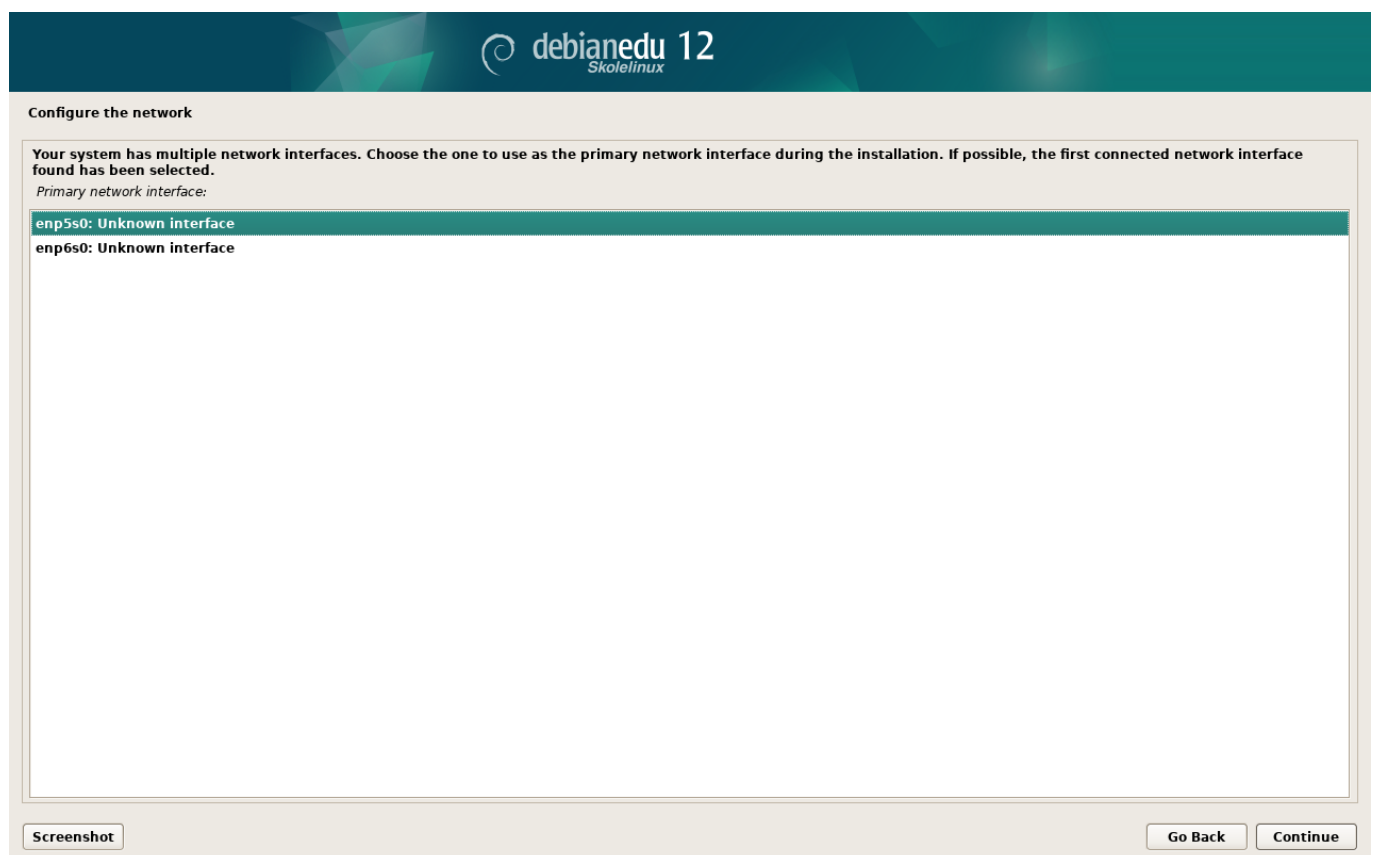 debianedu 12
Skolelinux
Configure the network
Your system has multiple network interfaces. Choose the one to use as the primary network interface during the installation. If possible, the first connected network interface
found has been selected.
Primary network interface:
enp5s0: Unknown interface
enp6s0: Unknown interface
Screenshot
Go Back
Continue